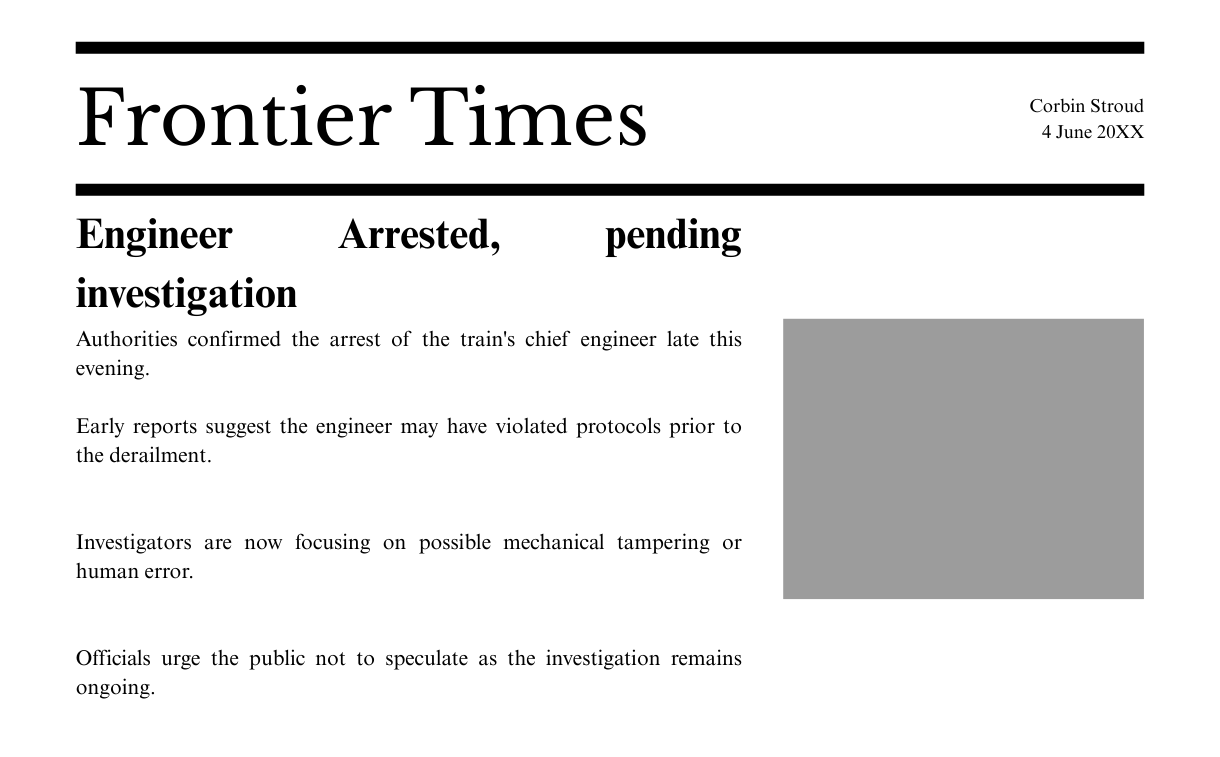 Frontier Times
Corbin Stroud
4 June 20XX
Engineer Arrested, pending
investigation
Authorities confirmed the arrest of the train's chief engineer late this
evening.
Early reports suggest the engineer may have violated protocols prior to
the derailment.
Investigators are now focusing on possible mechanical tampering or
human error.
Officials urge the public not to speculate as the investigation remains
ongoing.